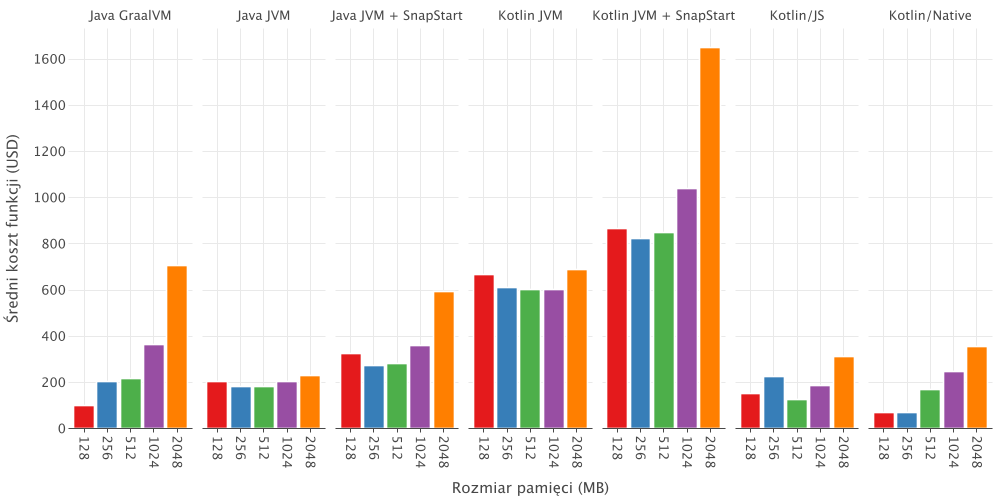 Java GraalVM Java JVM Java JVM + SnapStart Kotlin JVM Kotlin JVM + SnapStart Kotlin/JS Kotlin/Native
Średni koszt funkcji (USD)
1600
1400
1200
1000
800
600
400
200
0
128 256 512 1024 2048 128 256 512 1024 2048 128 256 512 1024 2048 128 256 512 1024 2048 128 256 512 1024 2048 128 256 512 1024 2048 128 256 512 1024 2048
Rozmiar pamięci (MB)